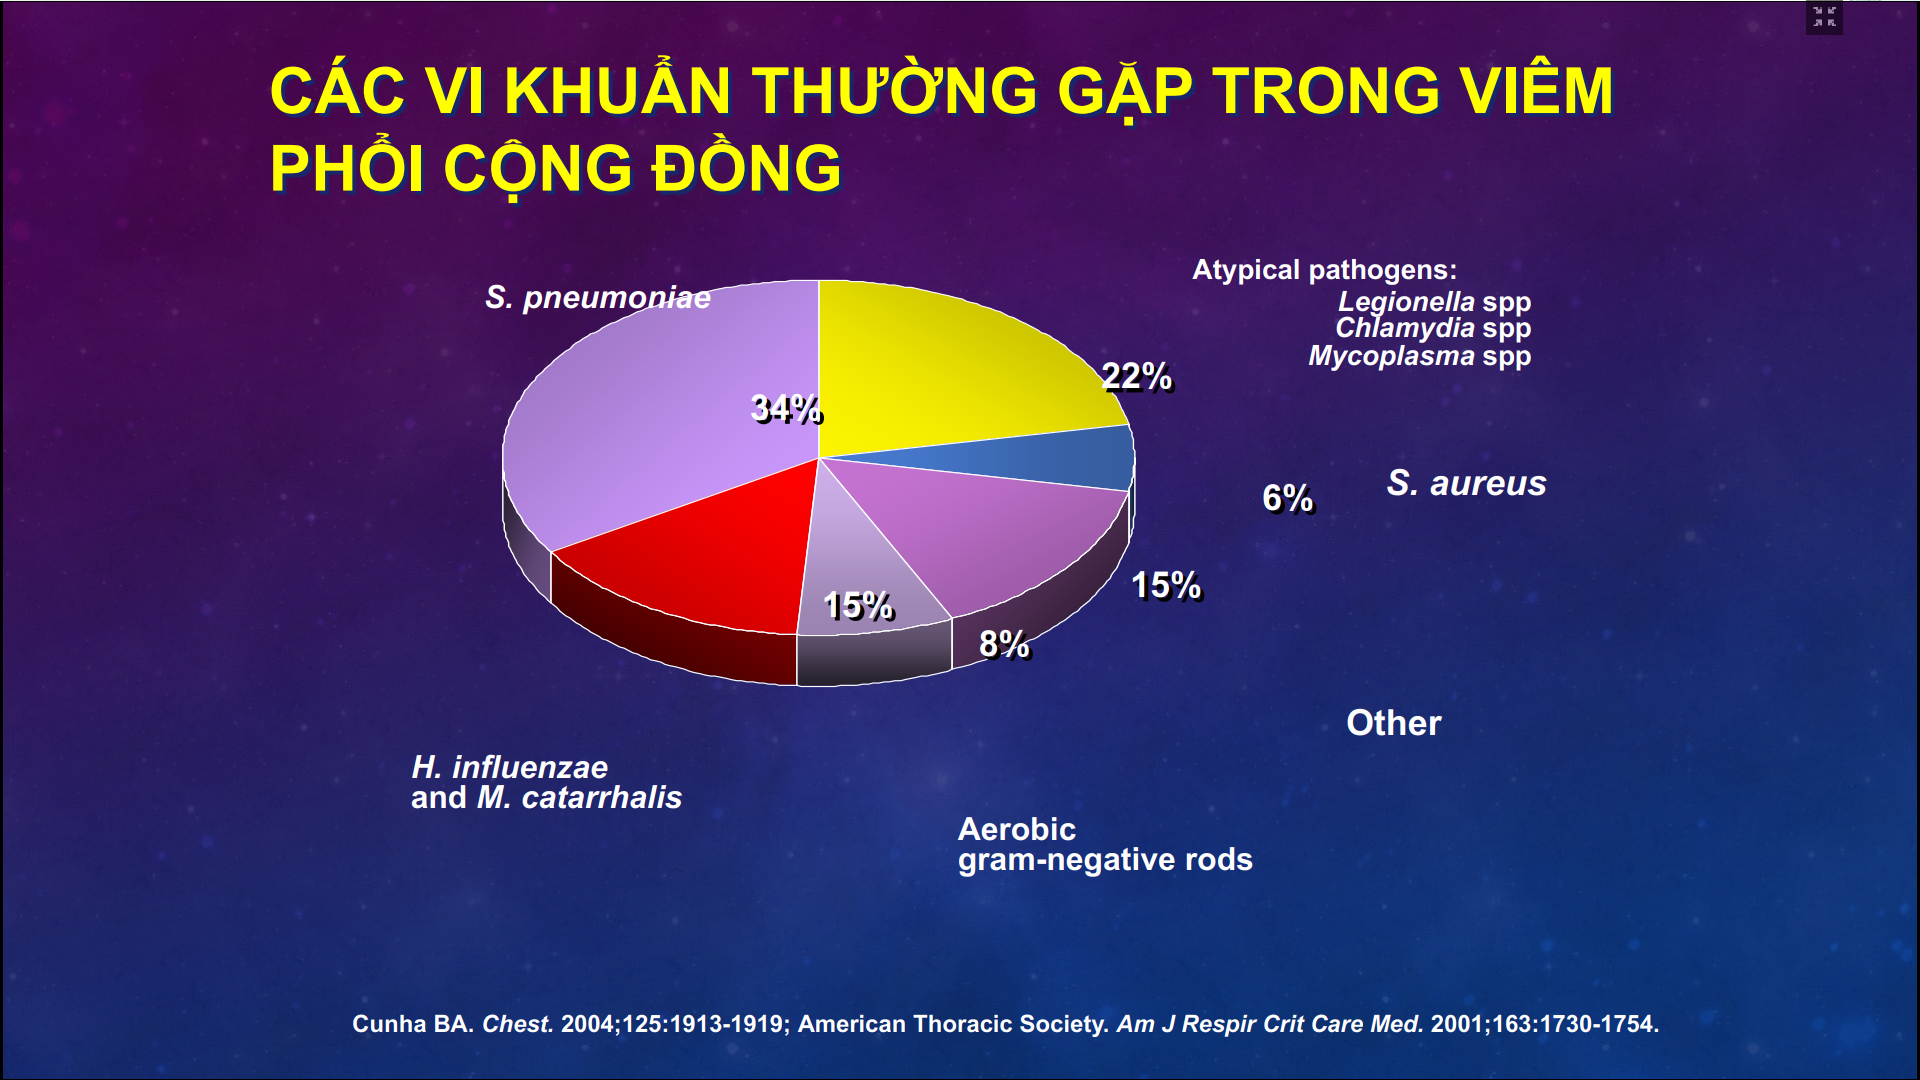 CÁC VI KHUẨN THƯỜNG GẶP TRONG VIÊM
PHỔI CỘNG ĐỒNG
S. pneumoniae
34%
Atypical pathogens:
Legionella spp
Chlamydia spp
Mycoplasma spp
22%
S. aureus
6%
15%
15%
8%
Other
H. influenzae
and M. catarrhalis
Aerobic
gram-negative rods
Cunha BA. Chest. 2004;125:1913-1919; American Thoracic Society. Am J Respir Crit Care Med. 2001;163:1730-1754.